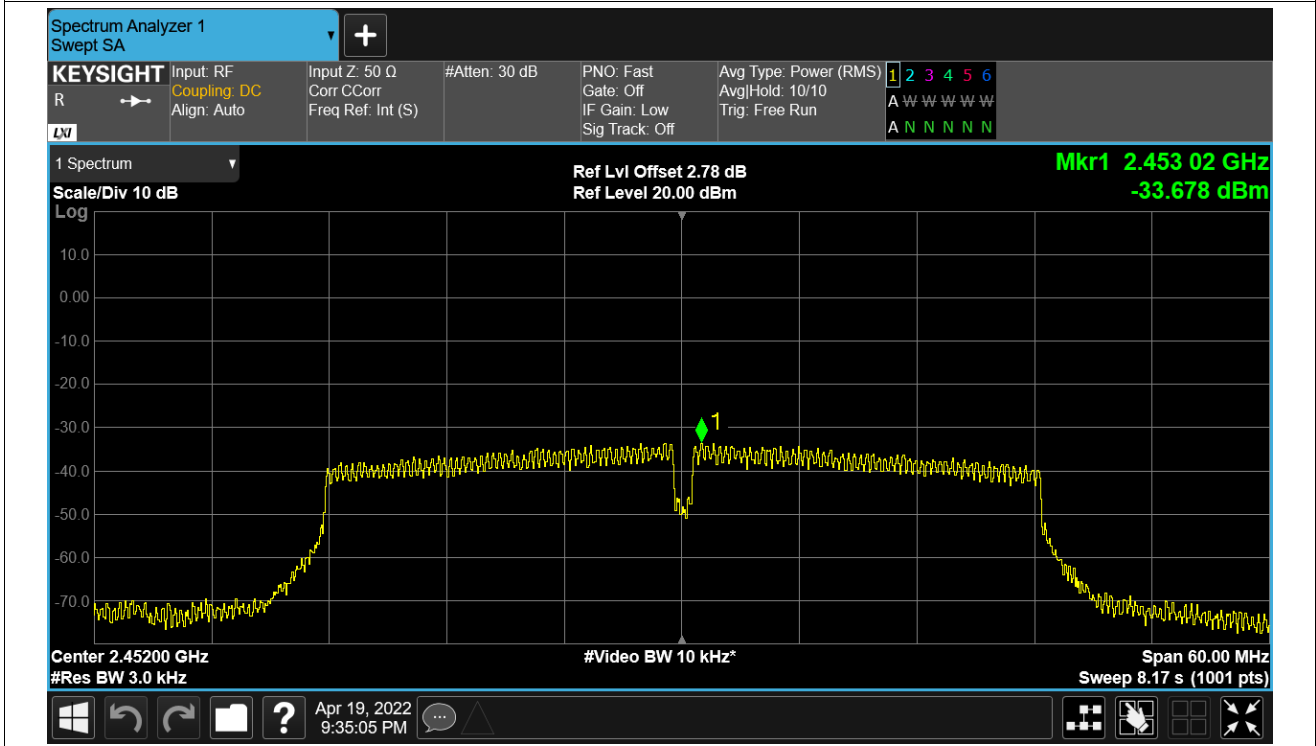 Spectrum Analyzer 1
Swept SA
+
KEYSIGHT Input: RF Input Z: 50 Ω #Atten: 30 dB PNO: Fast Avg Type: Power (RMS) 1 2 3 4 5 6
R Coupling: DC Corr CCorr Gate: Off Avg|Hold: 10/10 A W W W W W
Align: Auto Freq Ref: Int (S) IF Gain: Low Trig: Free Run
LXI Sig Track: Off A N N N N N
1 Spectrum Ref Lvl Offset 2.78 dB Mkr1 2.453 02 GHz
Scale/Div 10 dB Ref Level 20.00 dBm -33.678 dBm
Log
10.0
0.00
-10.0
-20.0
-30.0
1
-40.0
-50.0
-60.0
-70.0
Center 2.45200 GHz #Video BW 10 kHz* Span 60.00 MHz
#Res BW 3.0 kHz Sweep 8.17 s (1001 pts)
? Apr 19, 2022
9:35:05 PM